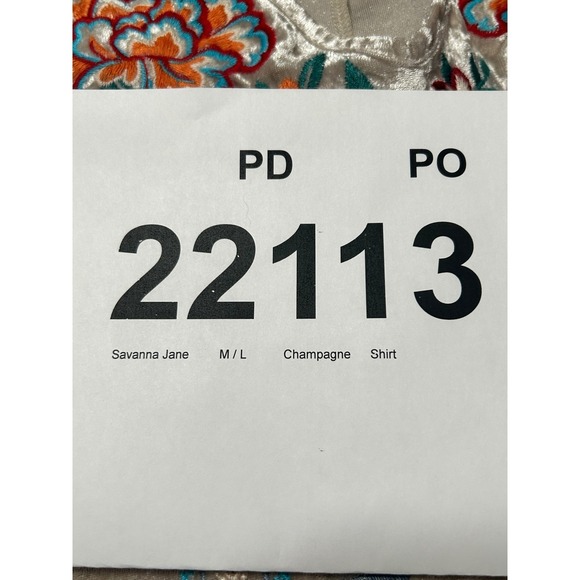 PD PO
22113
Savanna Jane M / L Champagne Shirt